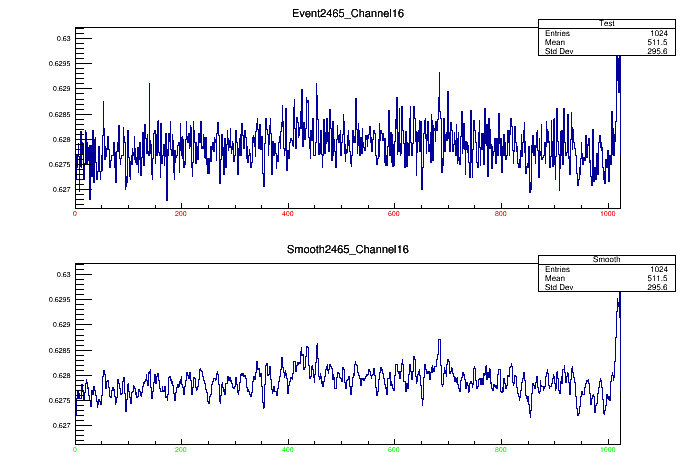 Event2465_Channel16
Test
Entries 1024
Mean 511.5
Std Dev 295.6
0.63
0.6295
0.629
0.6285
0.628
0.6275
0.627
0 200 400 600 800 1000
Smooth2465_Channel16
Smooth
Entries 1024
Mean 511.5
Std Dev 295.6
0.63
0.6295
0.629
0.6285
0.628
0.6275
0.627
0 200 400 600 800 1000